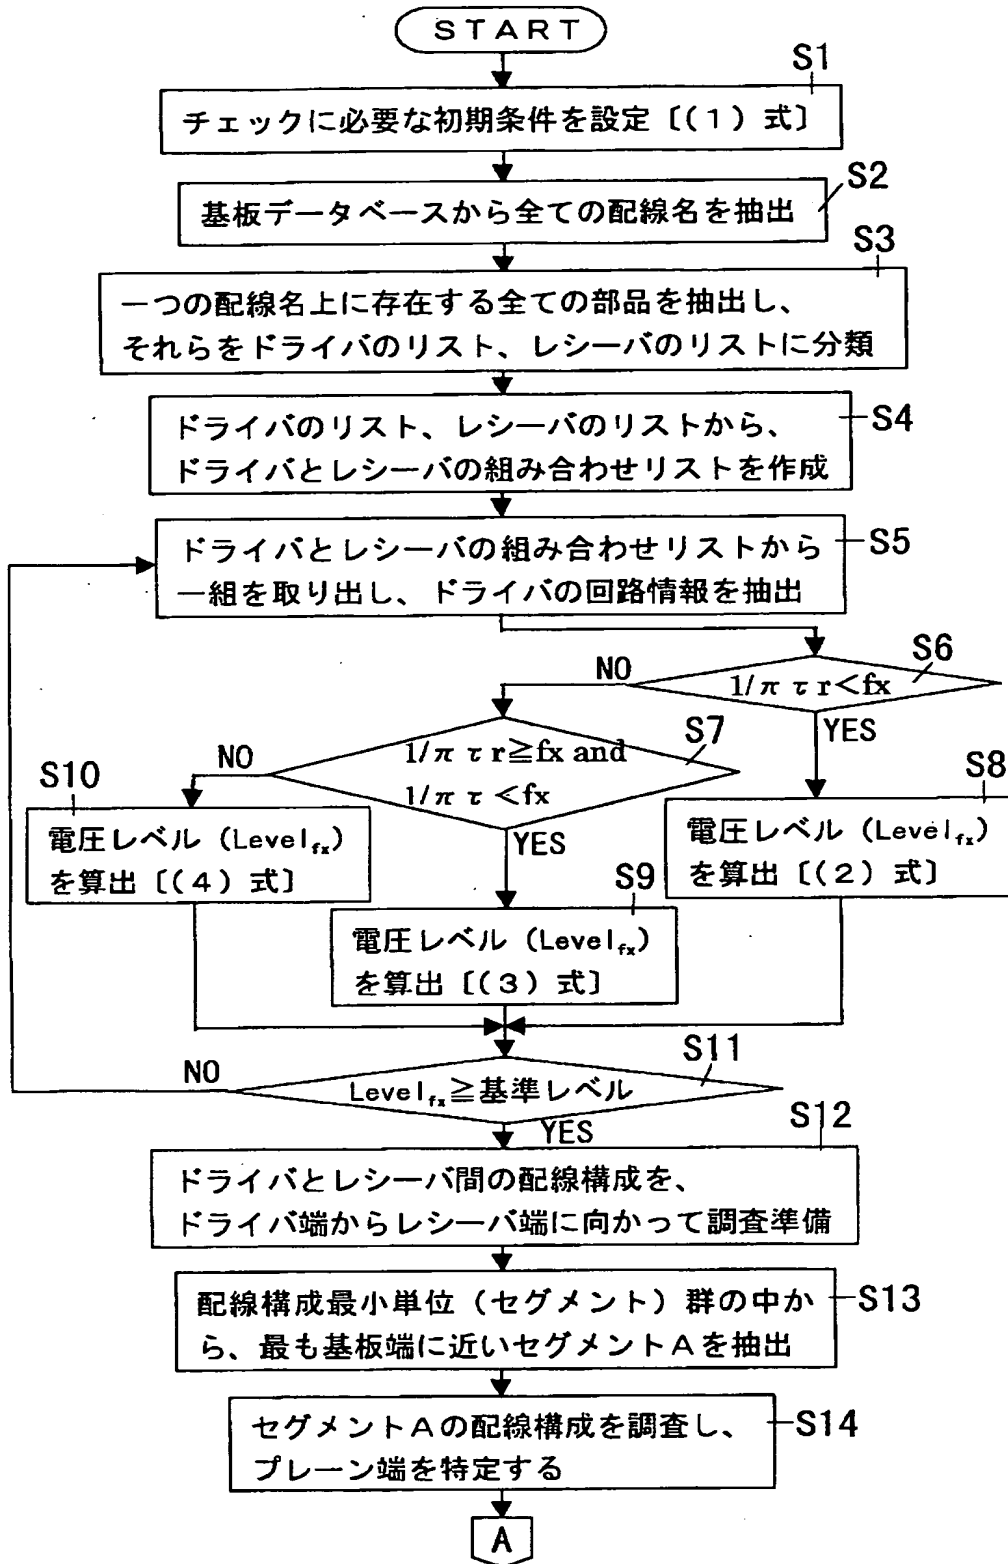 START
S1
チェックに必要な初期条件を設定〔(1)式〕
S2
基板データベースから全ての配線名を抽出
S3
一つの配線名上に存在する全ての部品を抽出し、
それらをドライバのリスト、レシーバのリストに分類
S4
ドライバのリスト、レシーバのリストから、
ドライバとレシーバの組み合わせリストを作成
S5
ドライバとレシーバの組み合わせリストから
一組を取り出し、ドライバの回路情報を抽出
S6
NO
1/π τ r<fx
YES
S7
NO
1/π τ r≧fx and
1/π τ <fx
YES
S10
電圧レベル (Level_fx)
を算出〔(4)式〕
S8
電圧レベル (Level_fx)
を算出〔(2)式〕
S9
電圧レベル (Level_fx)
を算出〔(3)式〕
S11
NO
Level_fx≧基準レベル
YES
S12
ドライバとレシーバ間の配線構成を、
ドライバ端からレシーバ端に向かって調査準備
S13
配線構成最小単位(セグメント)群の中か
ら、最も基板端に近いセグメントAを抽出
S14
セグメントAの配線構成を調査し、
プレーン端を特定する
A